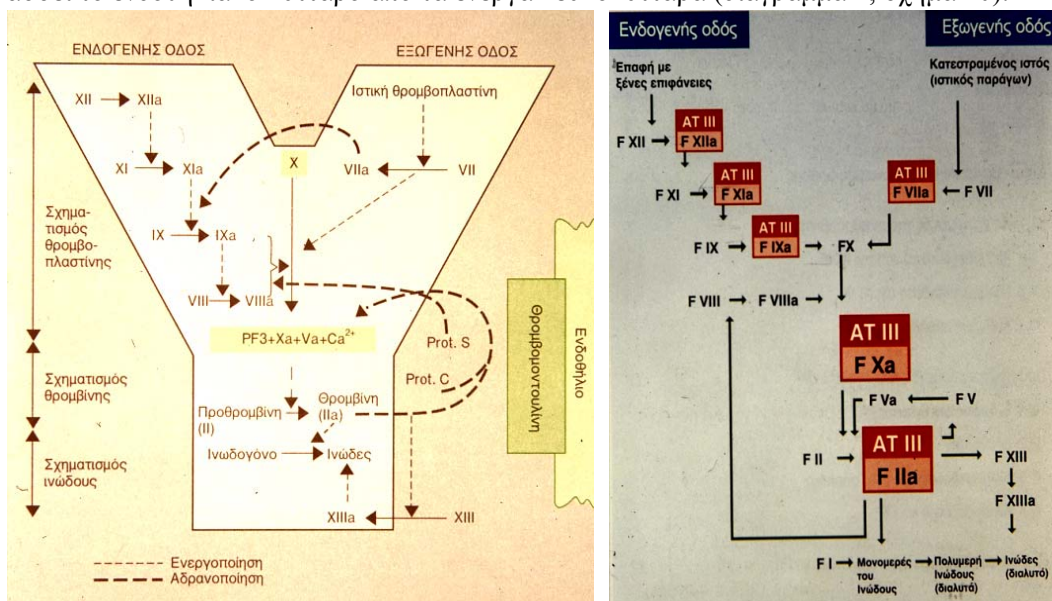 ΕΝΔΟΓΕΝΗΣ ΟΔΟΣ
ΕΞΩΓΕΝΗΣ ΟΔΟΣ
XII XIIa
Ιστική θρομβοπλαστίνη
XI XIa
X
VIIa VII
Σχημα-
τισμός
θρομβο-
πλαστίνης
IX IXa
VIII VIIIa
PF3+Xa+Va+Ca2+
Prot. S
Prot. C
Σχηματισμός
θρομβίνης
Προθρομβίνη
(II)
Θρομβίνη
(IIa)
Ινωδογόνο Ινώδες
Σχηματισμός
ινώδους
XIIIa XIII
Ενεργοποίηση
Αδρανοποίηση
Θρομβομοντουλίνη
Ενδοθήλιο
Ενδογενής οδός
Εξωγενής οδός
Επαφή με
ξένες επιφάνειες
Κατεστραμένος ιστός
(ιστικός παράγων)
AT III
F XII F XIIa
AT III
F XI F XIa
AT III
F VIIa F VII
AT III
F IX F IXa FX
F VIII F VIIIa
AT III
F Xa
F Va F V
AT III
F II F IIa
F XIII
F XIIIa
F I Μονομερές
του
Ινώδους
Πολυμερή
Ινώδους
(διαλυτά)
Ινώδες
(διαλυτό)